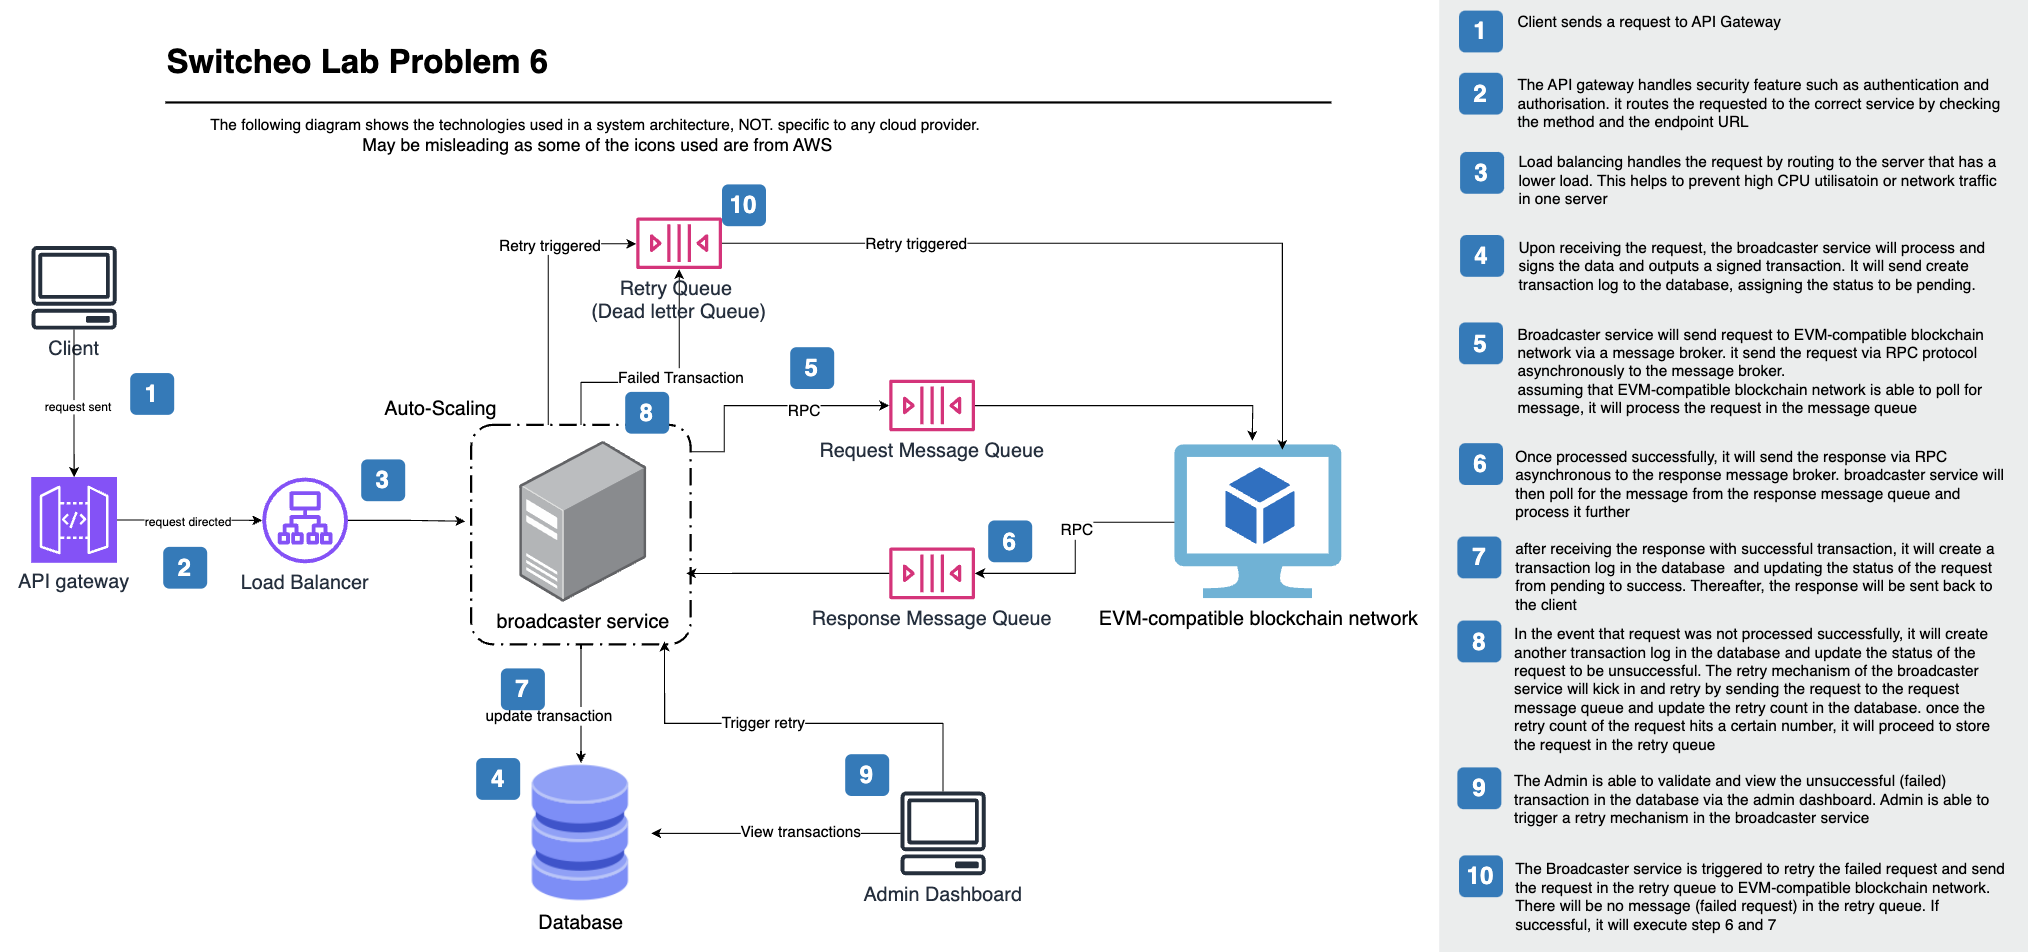 Switcheo Lab Problem 6
The following diagram shows the technologies used in a system architecture, NOT. specific to any cloud provider.
May be misleading as some of the icons used are from AWS
10
Retry triggered
Retry triggered
Retry Queue
(Dead letter Queue)
Client
1
request sent
Failed Transaction
5
8
Auto-Scaling
RPC
Request Message Queue
3
request directed
2
API gateway
Load Balancer
broadcaster service
RPC
6
Response Message Queue
EVM-compatible blockchain network
7
update transaction
Trigger retry
4
9
View transactions
Admin Dashboard
Database
1
Client sends a request to API Gateway
2
The API gateway handles security feature such as authentication and
authorisation. it routes the requested to the correct service by checking
the method and the endpoint URL
3
Load balancing handles the request by routing to the server that has a
lower load. This helps to prevent high CPU utilisatoin or network traffic
in one server
4
Upon receiving the request, the broadcaster service will process and
signs the data and outputs a signed transaction. It will send create
transaction log to the database, assigning the status to be pending.
5
Broadcaster service will send request to EVM-compatible blockchain
network via a message broker. it send the request via RPC protocol
asynchronously to the message broker.
assuming that EVM-compatible blockchain network is able to poll for
message, it will process the request in the message queue
6
Once processed successfully, it will send the response via RPC
asynchronous to the response message broker. broadcaster service will
then poll for the message from the response message queue and
process it further
7
after receiving the response with successful transaction, it will create a
transaction log in the database  and updating the status of the request
from pending to success. Thereafter, the response will be sent back to
the client
8
In the event that request was not processed successfully, it will create
another transaction log in the database and update the status of the
request to be unsuccessful. The retry mechanism of the broadcaster
service will kick in and retry by sending the request to the request
message queue and update the retry count in the database. once the
retry count of the request hits a certain number, it will proceed to store
the request in the retry queue
9
The Admin is able to validate and view the unsuccessful (failed)
transaction in the database via the admin dashboard. Admin is able to
trigger a retry mechanism in the broadcaster service
10
The Broadcaster service is triggered to retry the failed request and send
the request in the retry queue to EVM-compatible blockchain network.
There will be no message (failed request) in the retry queue. If
successful, it will execute step 6 and 7